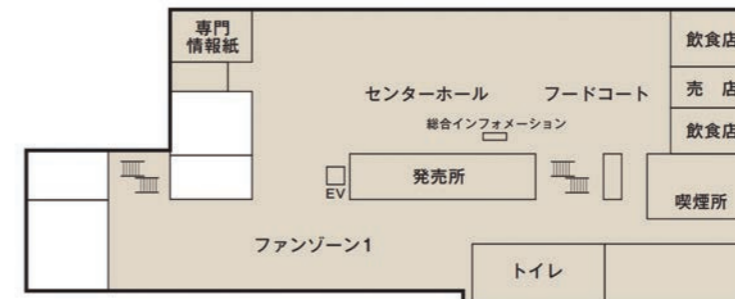 専門
情報紙
飲食店
売 店
センターホール
フードコート
総合インフォメーション
飲食店
発売所
EV
喫煙所
ファンゾーン1
トイレ